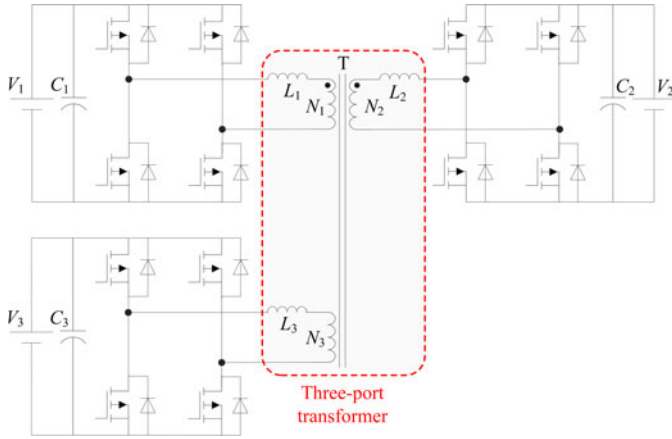 T
V1
C1
L1
N1
N2
L2
C2
V2
V3
C3
L3
N3
Three-port
transformer